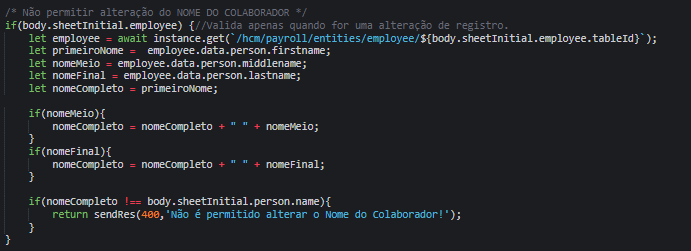 /* Não permitir alteração do NOME DO COLABORADOR */
if(body.sheetInitial.employee) {//Valida apenas quando for uma alteração de registro.
let employee = await instance.get(`/hcm/payroll/entities/employee/${body.sheetInitial.employee.tableId}`);
let primeiroNome =  employee.data.person.firstname;
let nomeMeio = employee.data.person.middlename;
let nomeFinal = employee.data.person.lastname;
let nomeCompleto = primeiroNome;
if(nomeMeio){
nomeCompleto = nomeCompleto + " " + nomeMeio;
}
if(nomeFinal){
nomeCompleto = nomeCompleto + " " + nomeFinal;
}
if(nomeCompleto !== body.sheetInitial.person.name){
return sendRes(400,'Não é permitido alterar o Nome do Colaborador!');
}
}